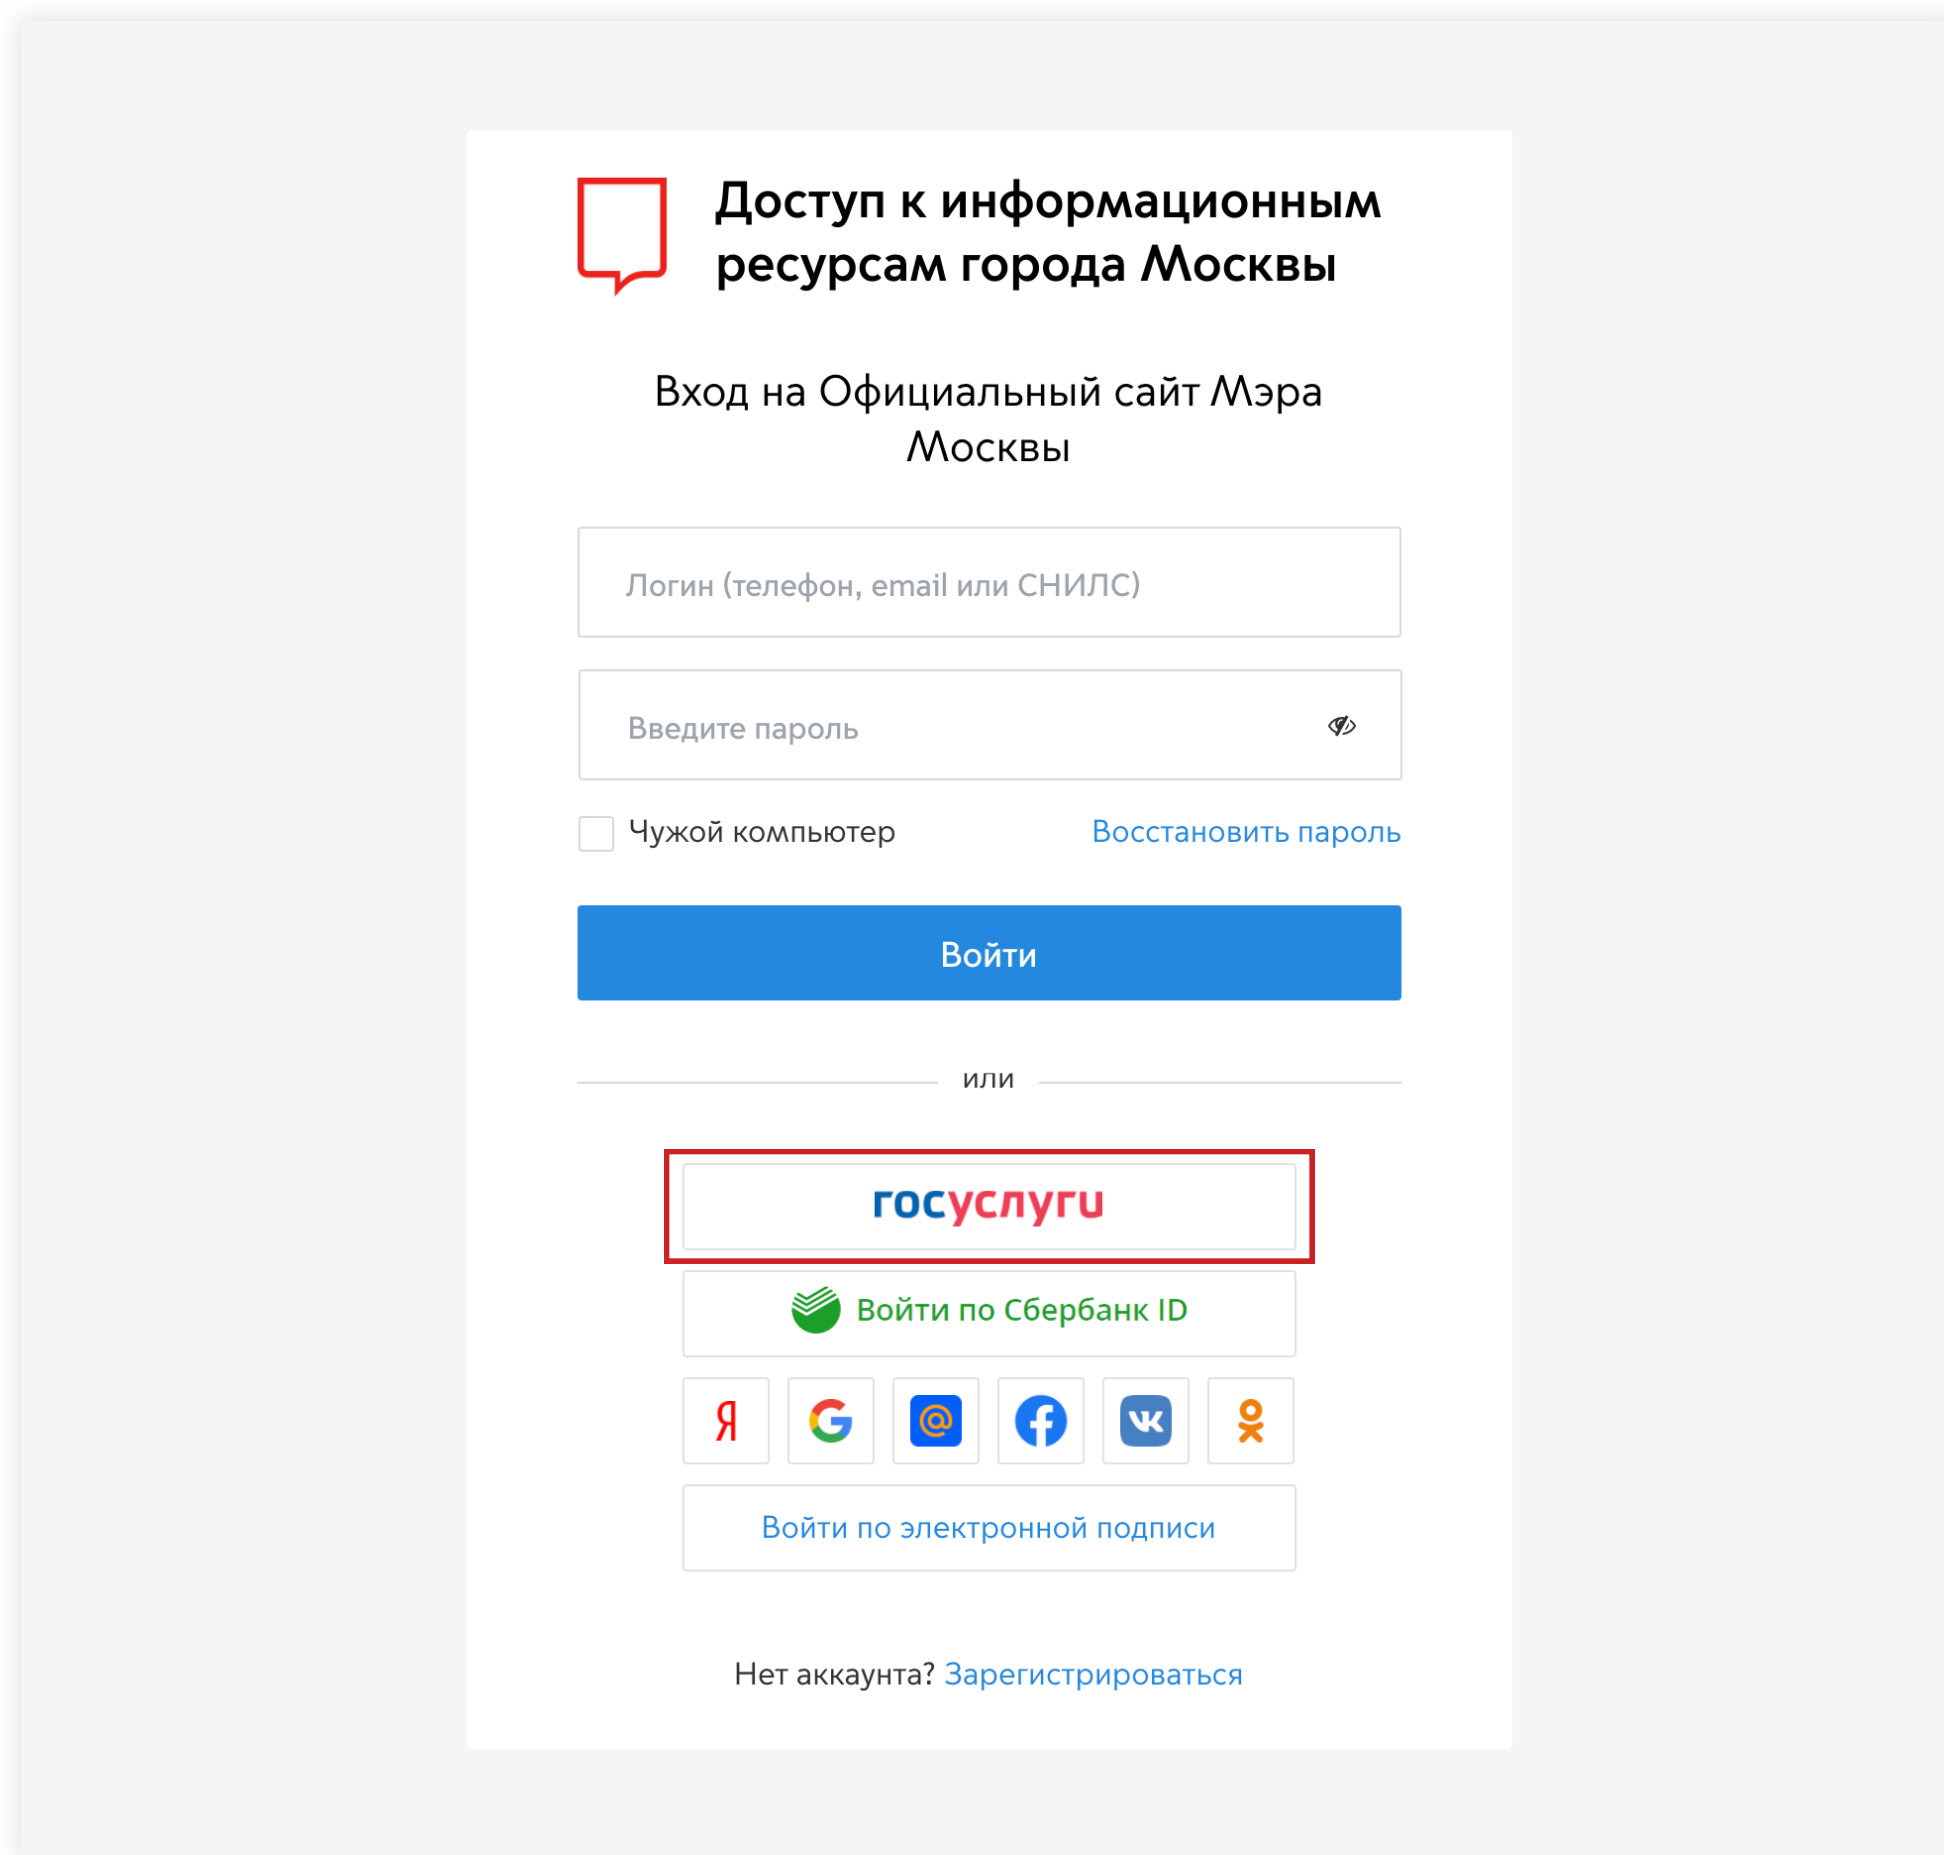 Доступ к информационным
ресурсам города Москвы
Вход на Официальный сайт Мэра
Москвы
Логин (телефон, email или СНИЛС)
Введите пароль
Чужой компьютер Восстановить пароль
Войти
или
госуслуги
Войти по Сбербанк ID
Я G @ f VK
Войти по электронной подписи
Нет аккаунта? Зарегистрироваться